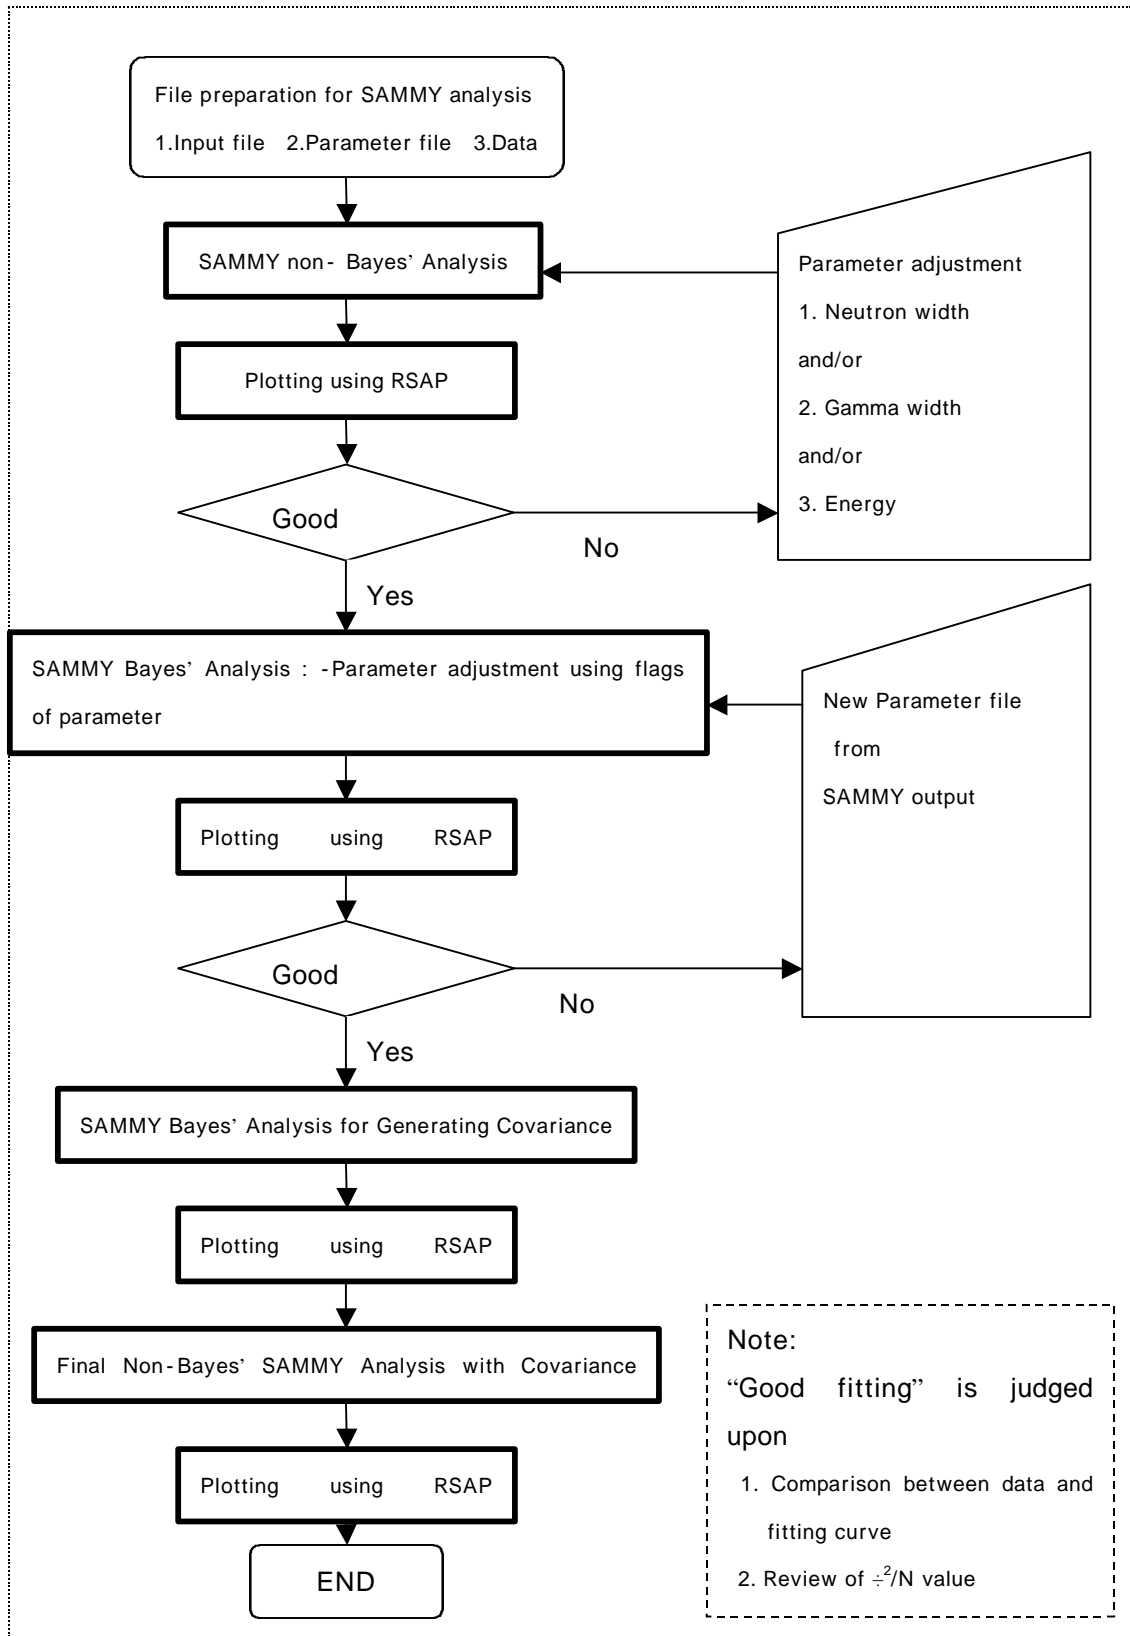 File preparation for SAMMY analysis
1.Input file 2.Parameter file 3.Data
SAMMY non- Bayes’ Analysis
Plotting using RSAP
Good
No
Yes
Parameter adjustment
1. Neutron width
and/or
2. Gamma width
and/or
3. Energy
SAMMY Bayes’ Analysis : -Parameter adjustment using flags
of parameter
New Parameter file
from
SAMMY output
Plotting using RSAP
Good
No
Yes
SAMMY Bayes’ Analysis for Generating Covariance
Plotting using RSAP
Final Non-Bayes’ SAMMY Analysis with Covariance
Plotting using RSAP
END
Note:
“Good fitting” is judged
upon
1. Comparison between data and
fitting curve
2. Review of ÷²/N value